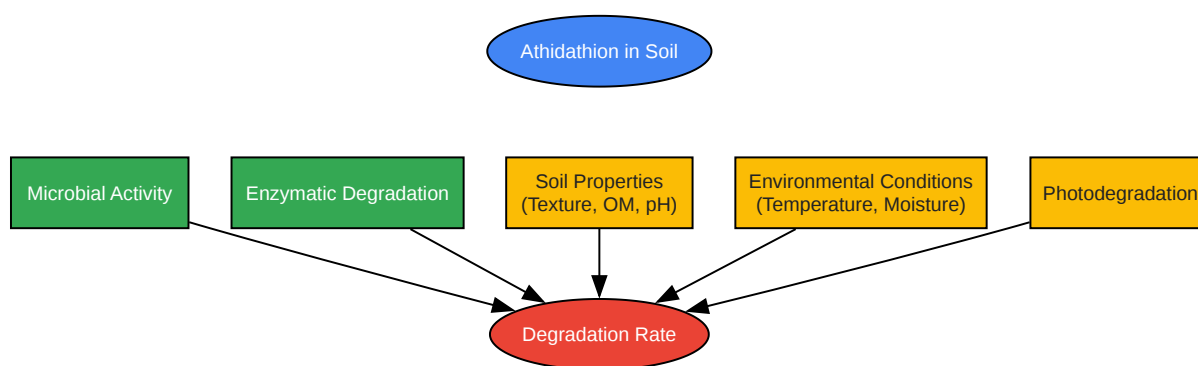 Athidathion in Soil
Microbial Activity
Enzymatic Degradation
Soil Properties
(Texture, OM, pH)
Environmental Conditions
(Temperature, Moisture)
Photodegradation
Degradation Rate